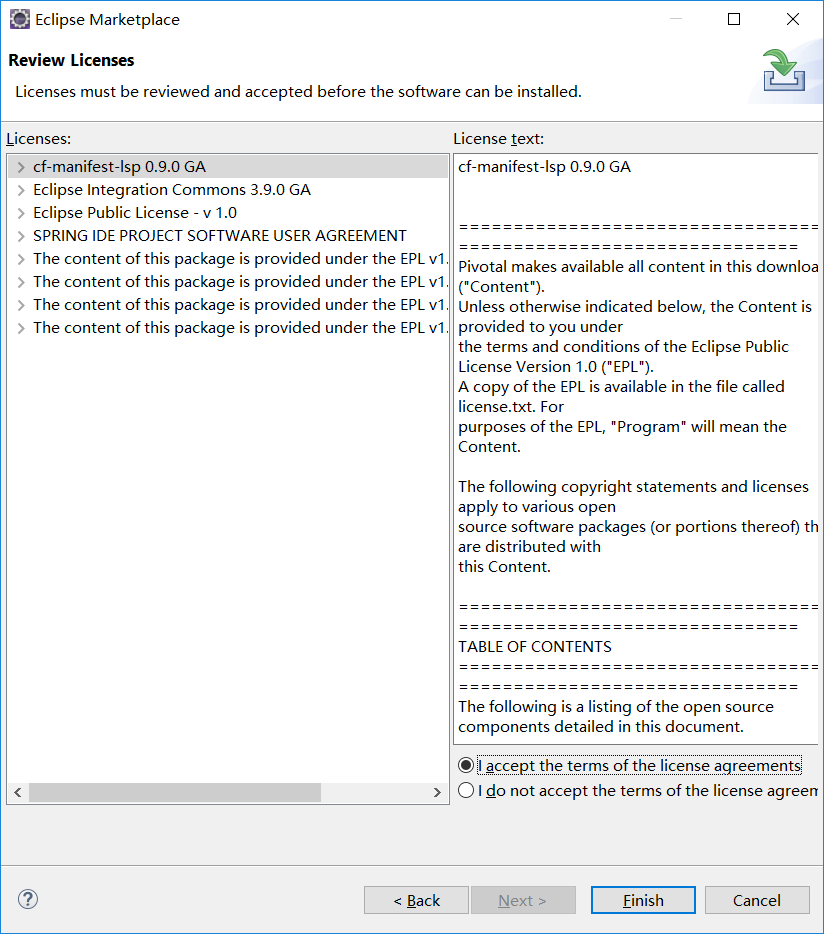 Eclipse Marketplace
Review Licenses
Licenses must be reviewed and accepted before the software can be installed.
Licenses:
cf-manifest-lsp 0.9.0 GA
Eclipse Integration Commons 3.9.0 GA
Eclipse Public License - v 1.0
SPRING IDE PROJECT SOFTWARE USER AGREEMENT
The content of this package is provided under the EPL v1.
The content of this package is provided under the EPL v1.
The content of this package is provided under the EPL v1.
The content of this package is provided under the EPL v1.
License text:
cf-manifest-lsp 0.9.0 GA
========================================
===============================
Pivotal makes available all content in this downloa
("Content").
Unless otherwise indicated below, the Content is
provided to you under
the terms and conditions of the Eclipse Public
License Version 1.0 ("EPL").
A copy of the EPL is available in the file called
license.txt. For
purposes of the EPL, "Program" will mean the
Content.
The following copyright statements and licenses
apply to various open
source software packages (or portions thereof) th
are distributed with
this Content.
========================================
===============================
TABLE OF CONTENTS
========================================
===============================
The following is a listing of the open source
components detailed in this document.
I accept the terms of the license agreements
I do not accept the terms of the license agreem
?
< Back
Next >
Finish
Cancel